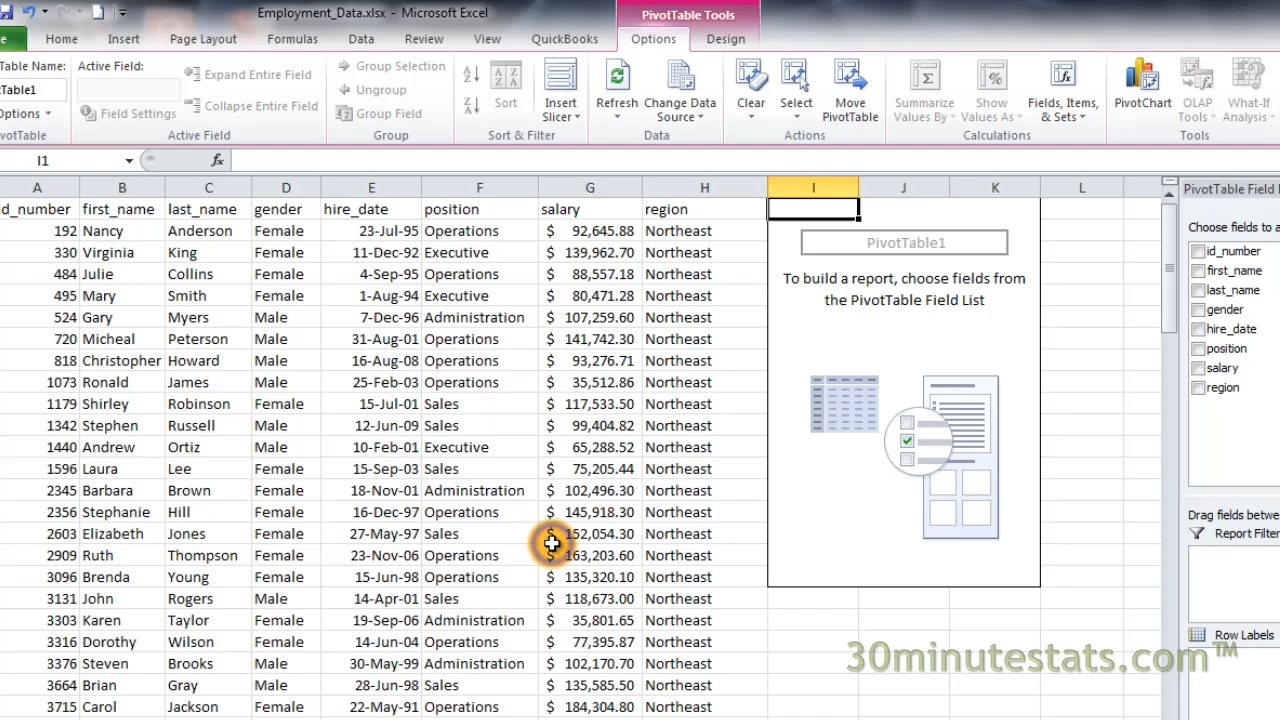 Employment_Data.xlsx - Microsoft Excel
PivotTable Tools
Home Insert Page Layout Formulas Data Review View QuickBooks Options Design
Table Name: Active Field: Expand Entire Field Group Selection
Table1 Ungroup Insert Refresh Change Data Clear Select Move Summarize Show Fields, Items, PivotChart OLAP What-If
Options Field Settings Collapse Entire Field Group Field Sort Slicer Source PivotTable Values By Values As & Sets Tools Analysis
PivotTable Active Field Group Sort & Filter Data Actions Calculations Tools
I1 fx
A B C D E F G H I J K L
id_number first_name last_name gender hire_date position salary region
192 Nancy Anderson Female 23-Jul-95 Operations $ 92,645.88 Northeast
330 Virginia King Female 11-Dec-92 Executive $ 139,962.70 Northeast
484 Julie Collins Female 4-Sep-95 Operations $ 88,557.18 Northeast
495 Mary Smith Female 1-Aug-94 Executive $ 80,471.28 Northeast
524 Gary Myers Male 7-Dec-96 Administration $ 107,259.60 Northeast
720 Micheal Peterson Male 31-Aug-01 Operations $ 141,742.30 Northeast
818 Christopher Howard Male 16-Aug-08 Operations $ 93,276.71 Northeast
1073 Ronald James Male 25-Feb-03 Operations $ 35,512.86 Northeast
1179 Shirley Robinson Female 15-Jul-01 Sales $ 117,533.50 Northeast
1342 Stephen Russell Male 12-Jun-09 Sales $ 99,404.82 Northeast
1440 Andrew Ortiz Male 10-Feb-01 Executive $ 65,288.52 Northeast
1596 Laura Lee Female 15-Sep-03 Sales $ 75,205.44 Northeast
2345 Barbara Brown Female 18-Nov-01 Administration $ 102,496.30 Northeast
2356 Stephanie Hill Female 16-Dec-97 Operations $ 145,918.30 Northeast
2603 Elizabeth Jones Female 27-May-97 Sales $ 152,054.30 Northeast
2909 Ruth Thompson Female 23-Nov-06 Operations $ 163,203.60 Northeast
3096 Brenda Young Female 15-Jun-98 Operations $ 135,320.10 Northeast
3131 John Rogers Male 14-Apr-01 Sales $ 118,673.00 Northeast
3303 Karen Taylor Female 19-Sep-06 Administration $ 35,801.65 Northeast
3316 Dorothy Wilson Female 14-Jun-04 Operations $ 77,395.87 Northeast
3376 Steven Brooks Male 30-May-99 Administration $ 102,170.70 Northeast
3664 Brian Gray Male 28-Jun-98 Sales $ 135,585.50 Northeast
3715 Carol Jackson Female 22-May-91 Operations $ 184,304.80 Northeast
PivotTable1
To build a report, choose fields from
the PivotTable Field List
PivotTable Field
Choose fields to a
id_number
first_name
last_name
gender
hire_date
position
salary
region
Drag fields betwe
Report Filter
Row Labels
30minutestats.com™